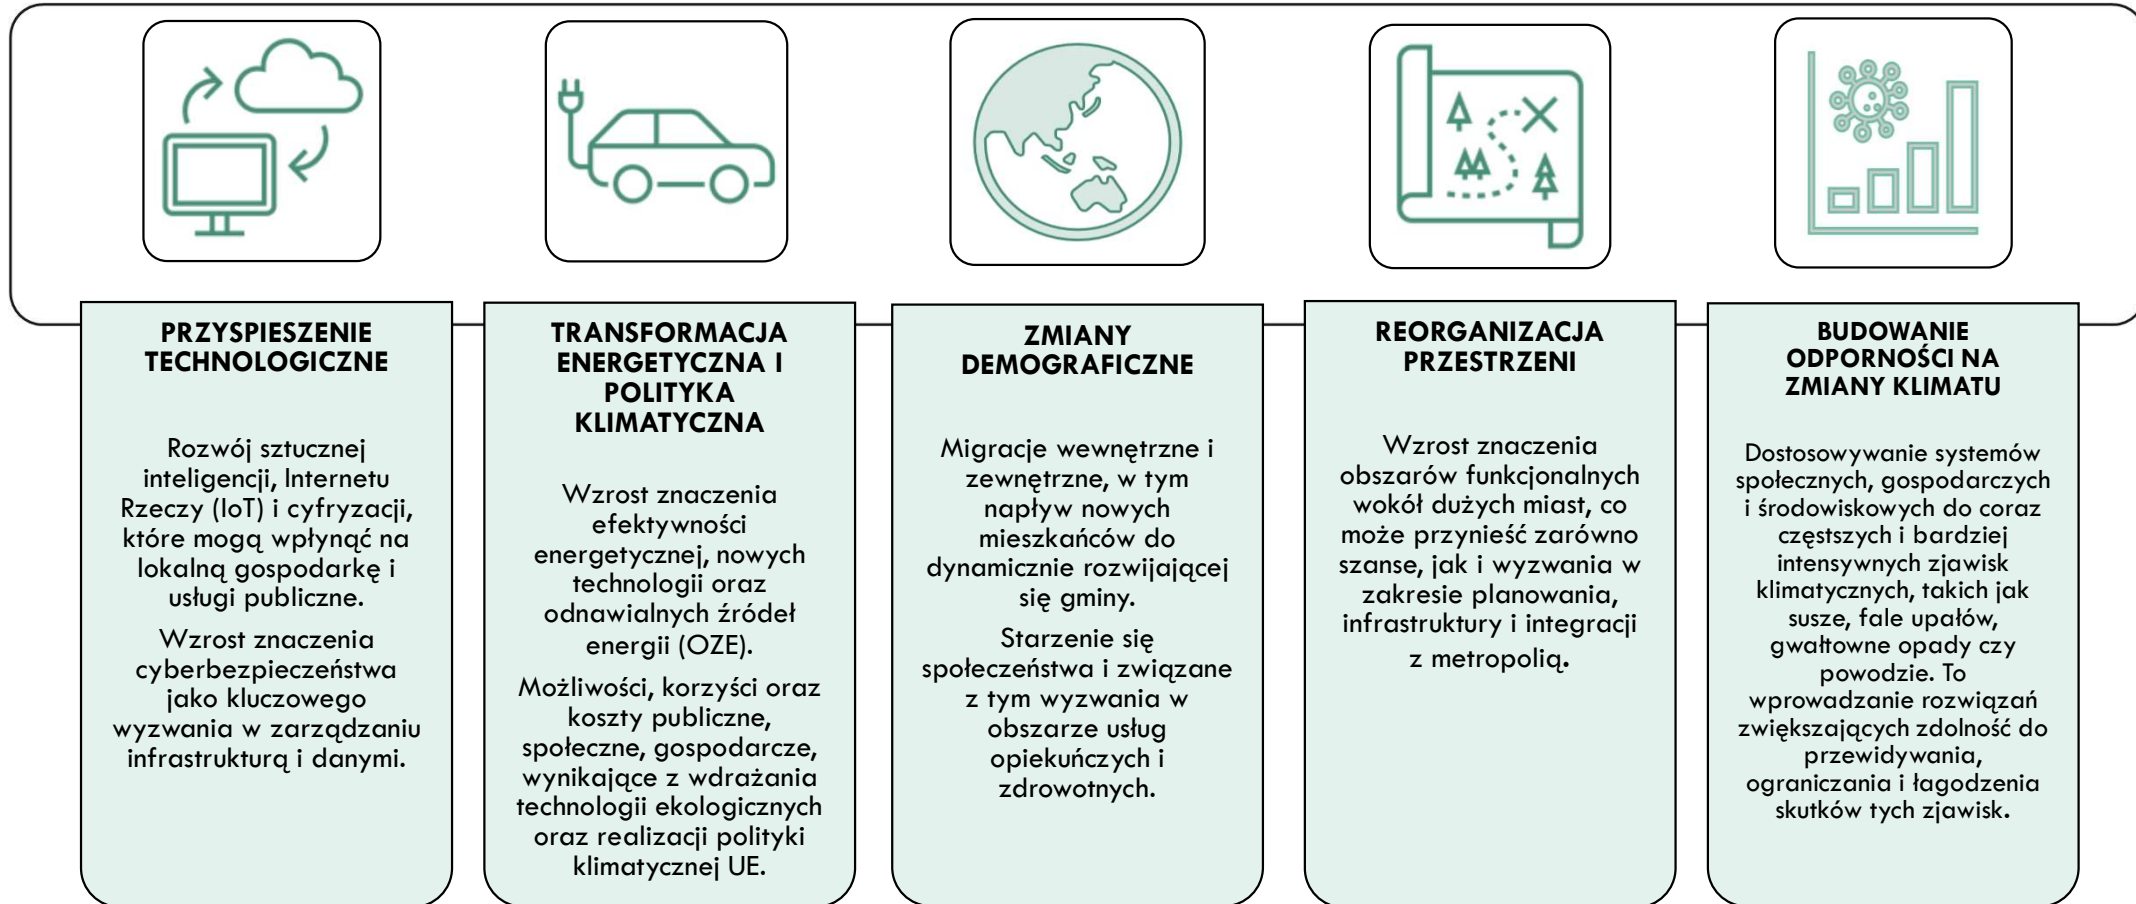 PRZYSPIESZENIE
TECHNOLOGICZNE
Rozwój sztucznej
inteligencji, Internetu
Rzeczy (IoT) i cyfryzacji,
które mogą wpłynąć na
lokalną gospodarkę i
usługi publiczne.
Wzrost znaczenia
cyberbezpieczeństwa
jako kluczowego
wyzwania w zarządzaniu
infrastrukturą i danymi.
TRANSFORMACJA
ENERGETYCZNA I
POLITYKA
KLIMATYCZNA
Wzrost znaczenia
efektywności
energetycznej, nowych
technologii oraz
odnawialnych źródeł
energii (OZE).
Możliwości, korzyści oraz
koszty publiczne,
społeczne, gospodarcze,
wynikające z wdrażania
technologii ekologicznych
oraz realizacji polityki
klimatycznej UE.
ZMIANY
DEMOGRAFICZNE
Migracje wewnętrzne i
zewnętrzne, w tym
napływ nowych
mieszkańców do
dynamicznie rozwijającej
się gminy.
Starzenie się
społeczeństwa i związane
z tym wyzwania w
obszarze usług
opiekuńczych i
zdrowotnych.
REORGANIZACJA
PRZESTRZENI
Wzrost znaczenia
obszarów funkcjonalnych
wokół dużych miast, co
może przynieść zarówno
szanse, jak i wyzwania w
zakresie planowania,
infrastruktury i integracji
z metropolią.
BUDOWANIE
ODPORNOŚCI NA
ZMIANY KLIMATU
Dostosowywanie systemów
społecznych, gospodarczych
i środowiskowych do coraz
częstszych i bardziej
intensywnych zjawisk
klimatycznych, takich jak
susze, fale upałów,
gwałtowne opady czy
powodzie. To
wprowadzanie rozwiązań
zwiększających zdolność do
przewidywania,
ograniczania i łagodzenia
skutków tych zjawisk.